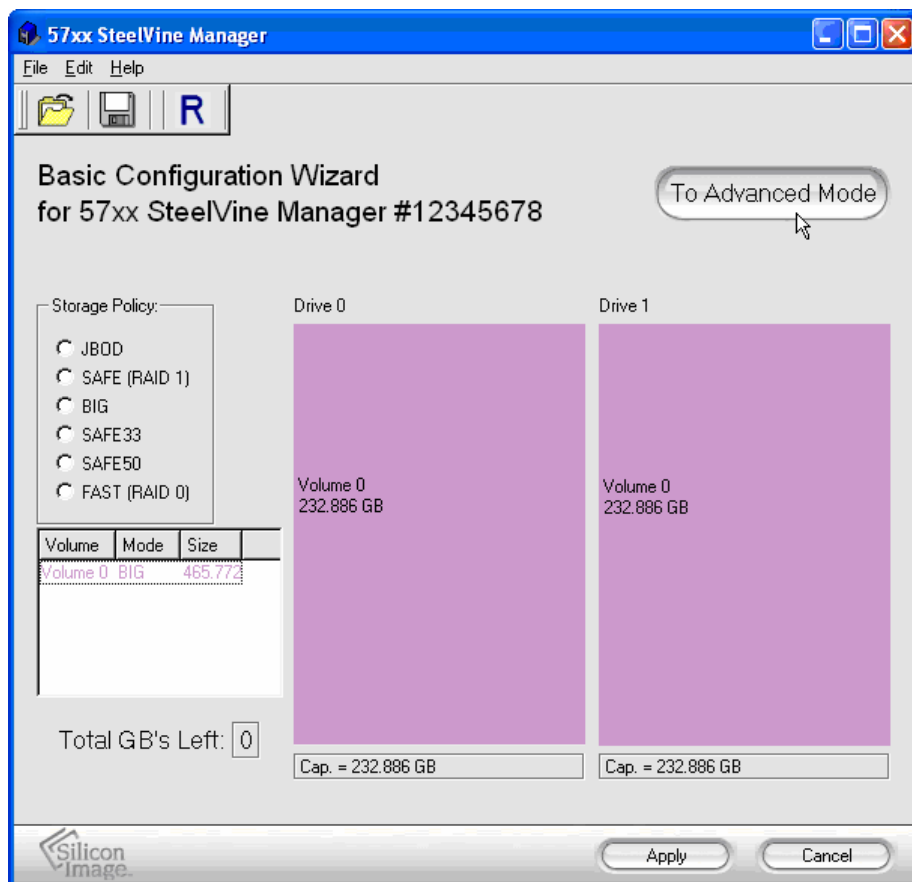 57xx SteelVine Manager
File Edit Help
R
Basic Configuration Wizard
for 57xx SteelVine Manager #12345678
To Advanced Mode
Storage Policy:
JBOD
SAFE (RAID 1)
BIG
SAFE33
SAFE50
FAST (RAID 0)
Drive 0
Drive 1
Volume 0
232.886 GB
Volume 0
232.886 GB
Volume Mode Size
Volume 0 BIG 465.772
Total GB's Left: 0
Cap. = 232.886 GB
Cap. = 232.886 GB
Silicon
Image.
Apply
Cancel